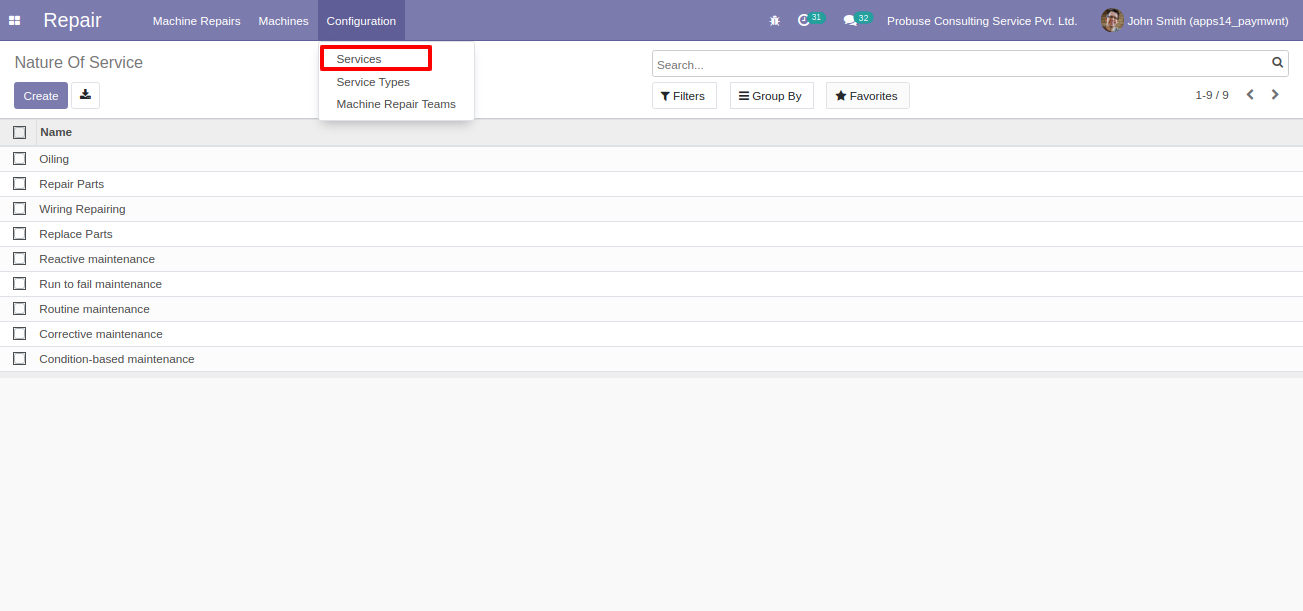 Repair Machine Repairs Machines Configuration 31 32 Probuse Consulting Service Pvt. Ltd. John Smith (apps14_paymwnt)
Nature Of Service
Services
Service Types
Machine Repair Teams
Search...
Create
Filters Group By Favorites 1-9 / 9
Name
Oiling
Repair Parts
Wiring Repairing
Replace Parts
Reactive maintenance
Run to fail maintenance
Routine maintenance
Corrective maintenance
Condition-based maintenance